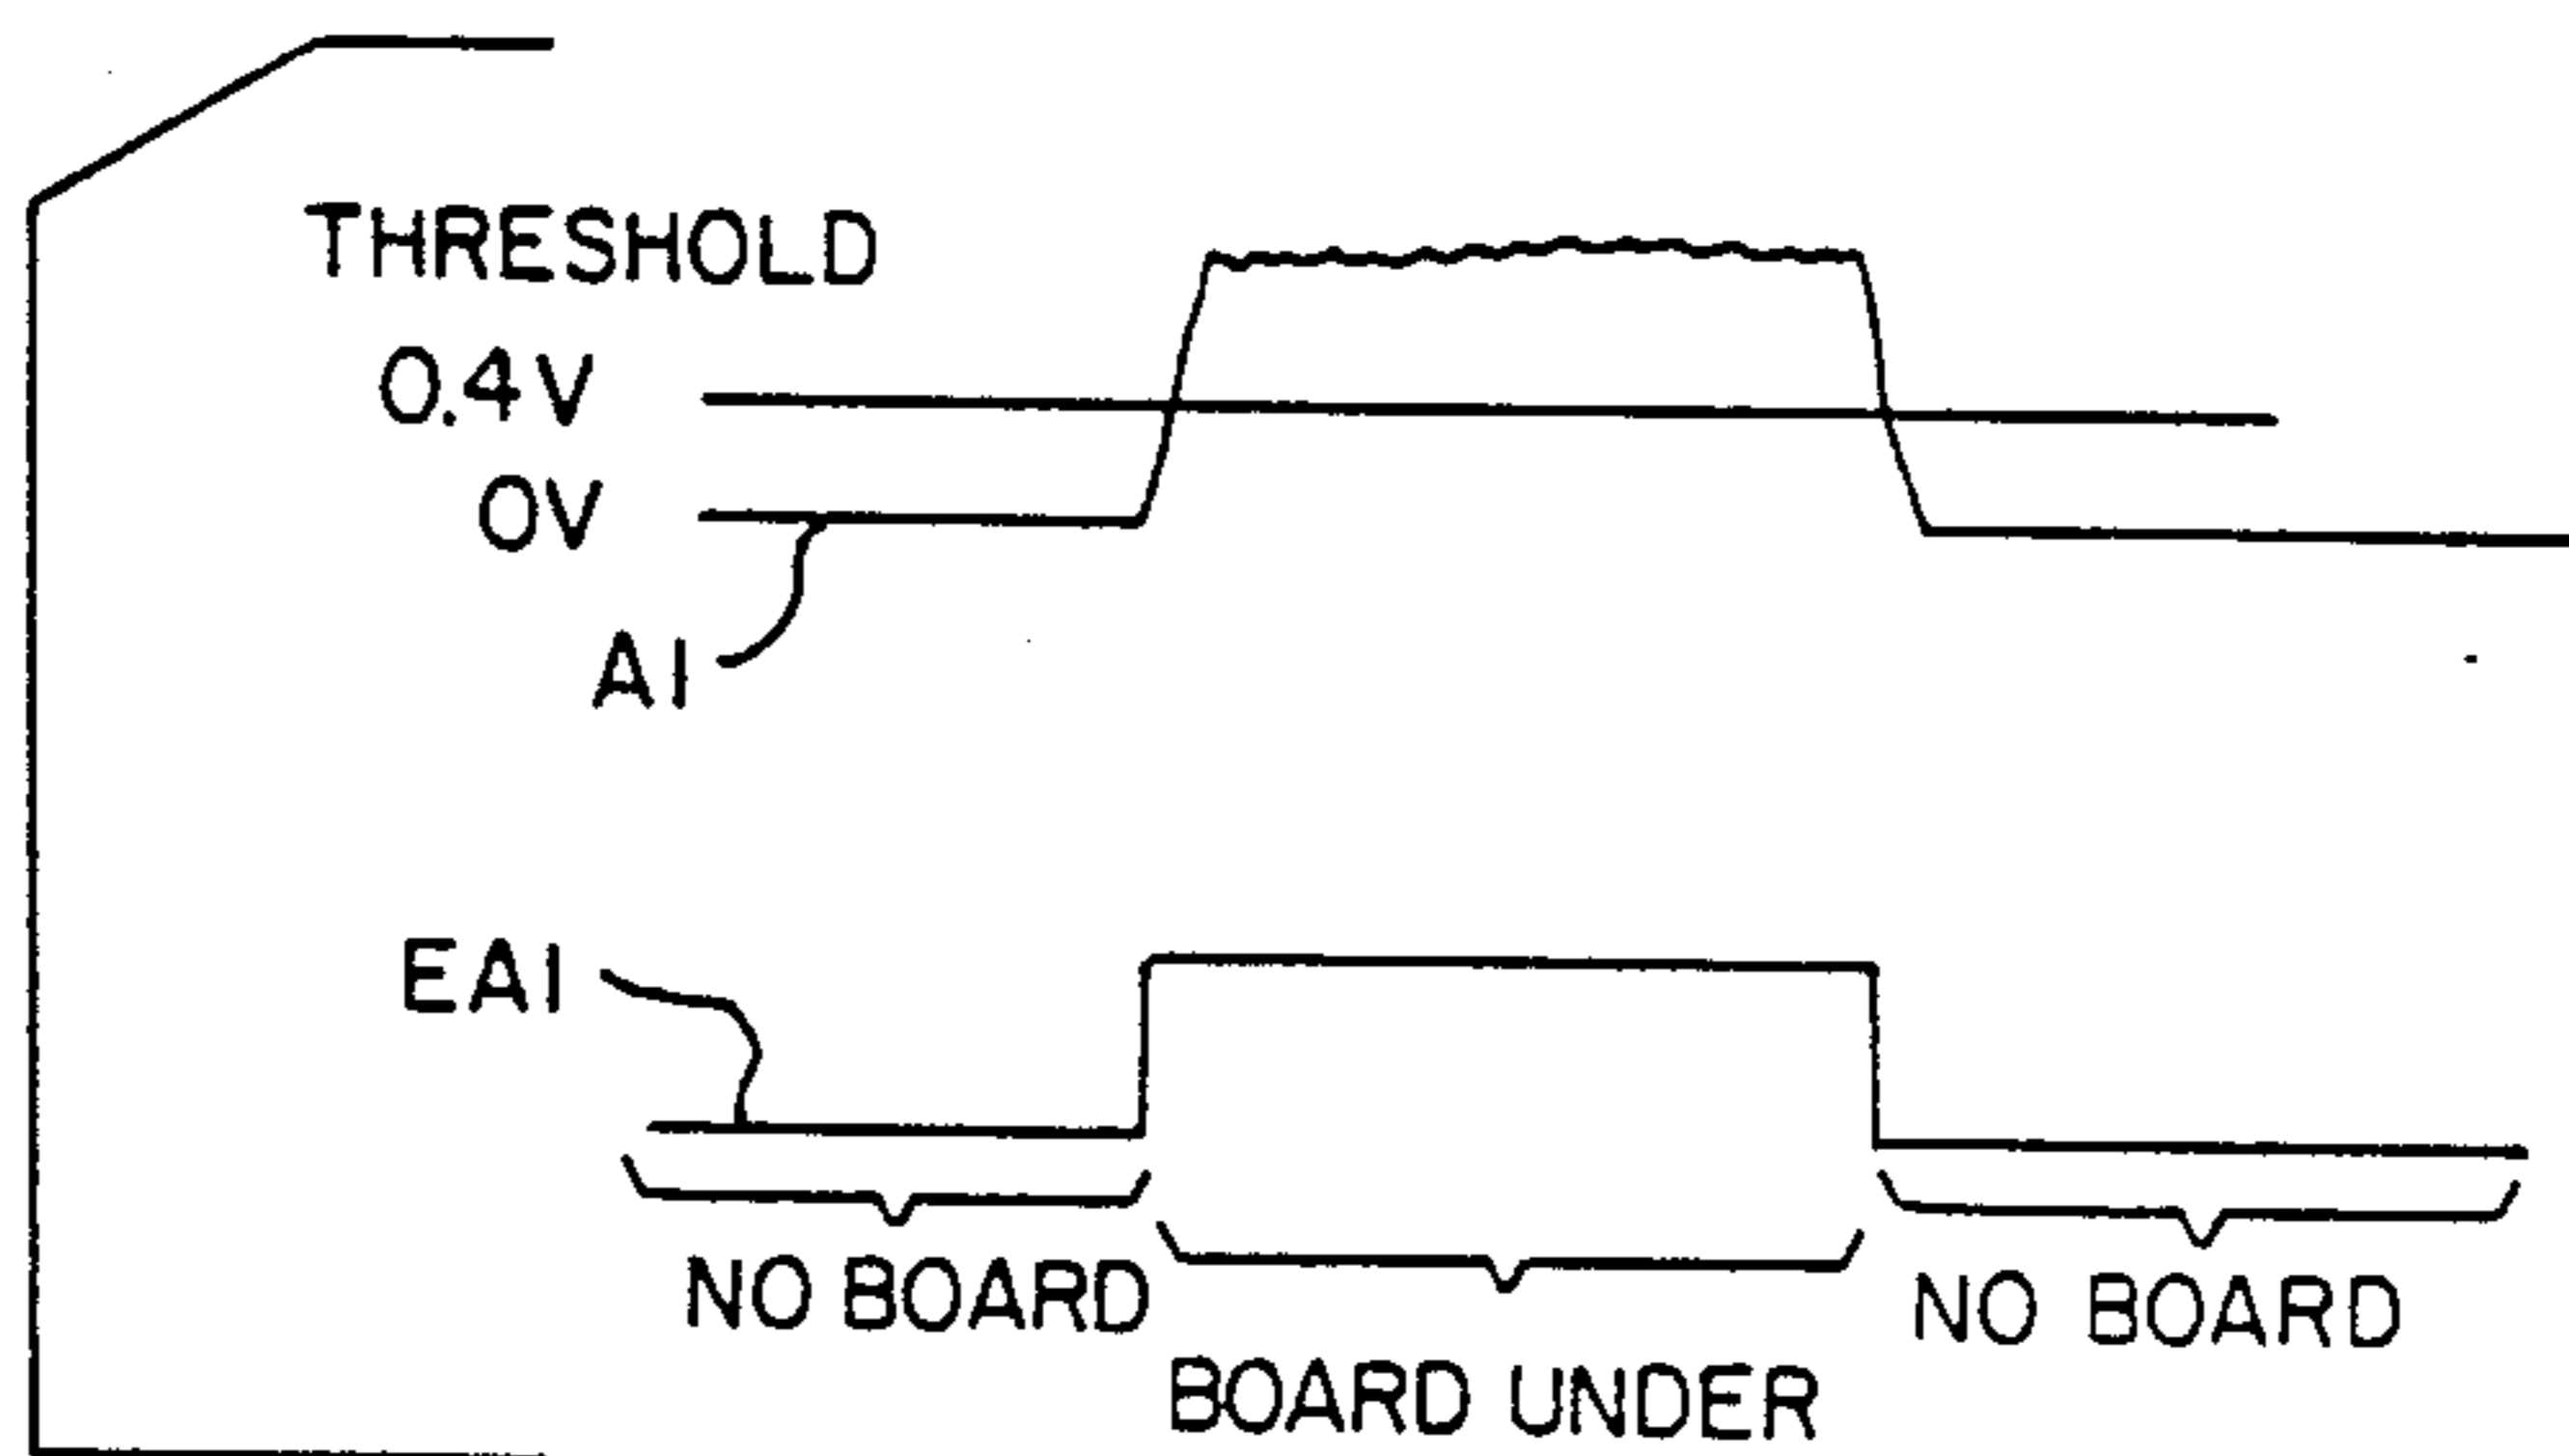 THRESHOLD
0.4V
0V
A1
EA1
NO BOARD
NO BOARD
BOARD UNDER